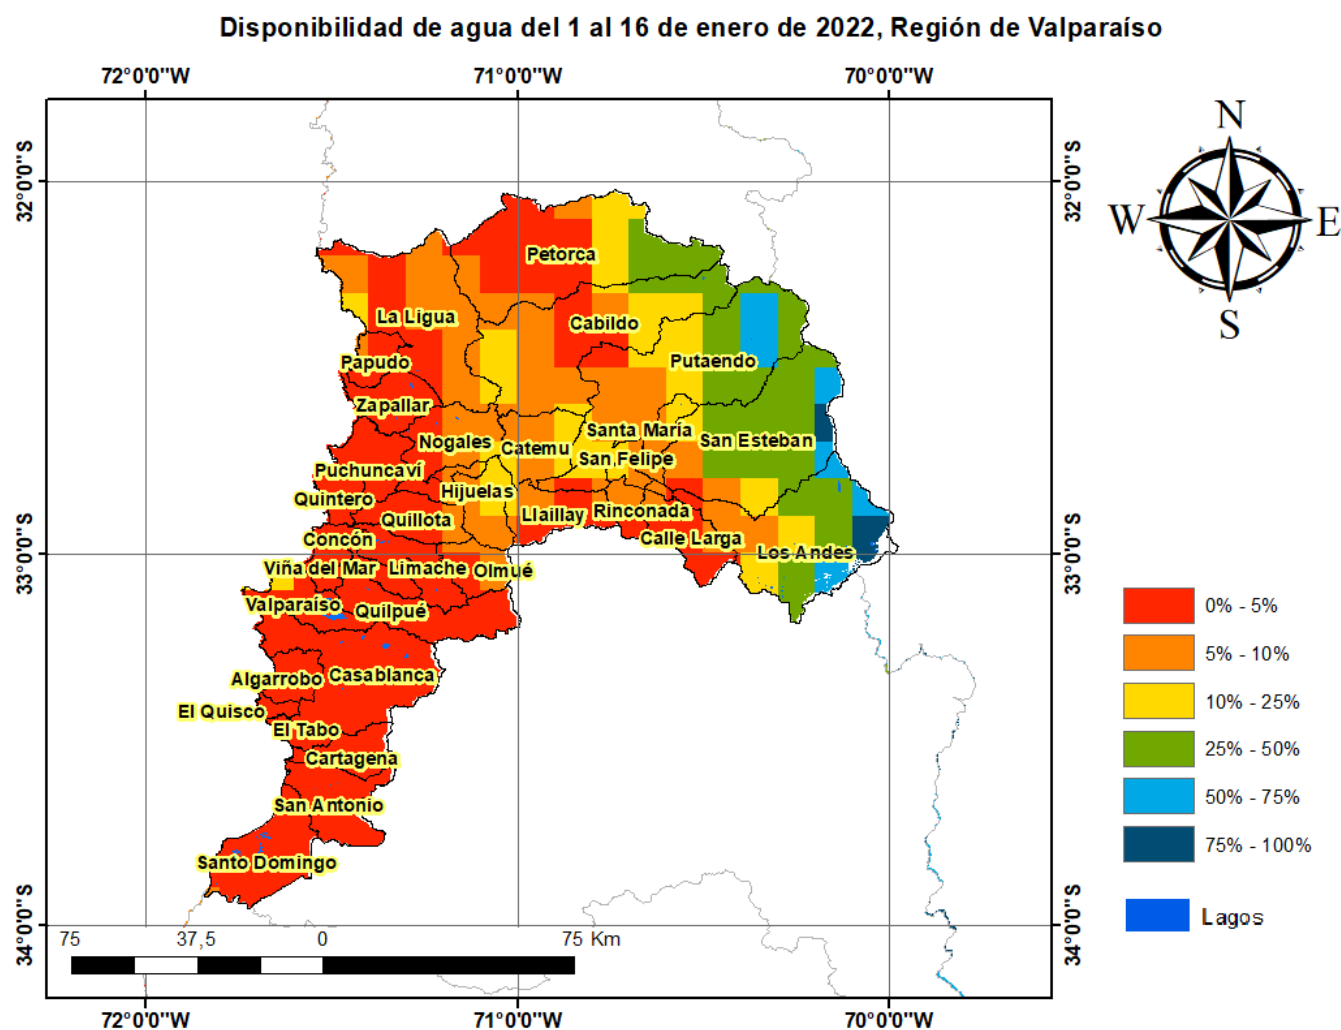 Disponibilidad de agua del 1 al 16 de enero de 2022, Región de Valparaíso
72°0'0"W
71°0'0"W
70°0'0"W
32°0'0"S
32°0'0"S
N
W
E
S
Petorca
La Ligua
Cabildo
Papudo
Putaendo
Zapallar
Nogales
Catemu
Santa María
San Esteban
San Felipe
Puchuncaví
Quintero
Hijuelas
Quillota
Llaillay
Rinconada
Concón
Calle Larga
33°0'0"S
33°0'0"S
Los Andes
Viña del Mar
Limache
Olmué
Valparaíso
Quilpué
Algarrobo
Casablanca
El Quisco
El Tabo
Cartagena
San Antonio
Santo Domingo
0% - 5%
5% - 10%
10% - 25%
25% - 50%
50% - 75%
75% - 100%
Lagos
34°0'0"S
34°0'0"S
75
37,5
0
75 Km
72°0'0"W
71°0'0"W
70°0'0"W